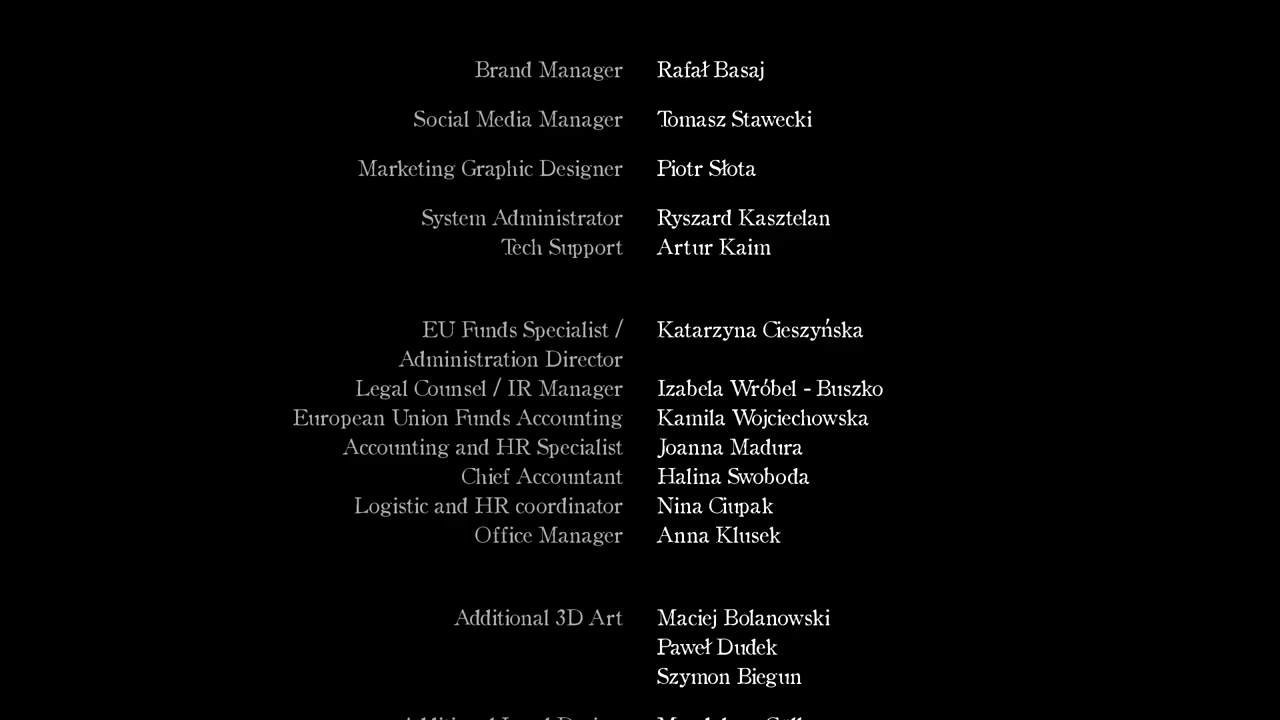 Brand Manager Rafał Basaj
Social Media Manager Tomasz Stawecki
Marketing Graphic Designer Piotr Słota
System Administrator Ryszard Kasztelan
Tech Support Artur Kaim
EU Funds Specialist / Katarzyna Cieszyńska
Administration Director
Legal Counsel / IR Manager Izabela Wróbel - Buszko
European Union Funds Accounting Kamila Wojciechowska
Accounting and HR Specialist Joanna Madura
Chief Accountant Halina Swoboda
Logistic and HR coordinator Nina Ciupak
Office Manager Anna Klusek
Additional 3D Art Maciej Bolanowski
Paweł Dudek
Szymon Biegun